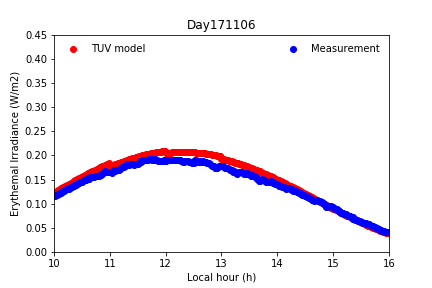 Day171106
TUV model
Measurement
Erythemal Irradiance (W/m2)
0.45
0.40
0.35
0.30
0.25
0.20
0.15
0.10
0.05
0.00
10 11 12 13 14 15 16
Local hour (h)